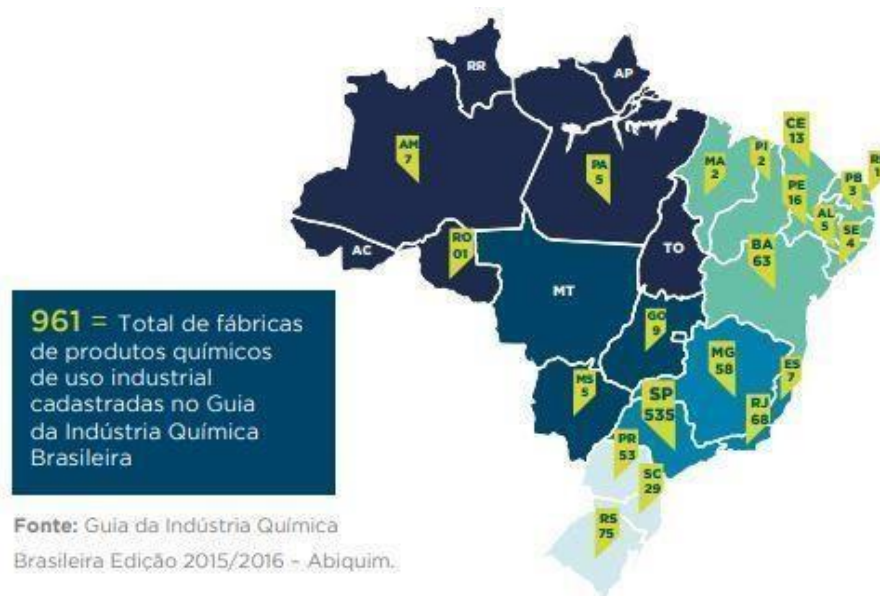 RR
AP
AM
7
PA
5
MA
2
PI
2
CE
13
RS
1
PB
3
PE
16
AL
5
SE
4
AC
RO
01
TO
BA
63
MT
GO
9
MG
58
ES
7
MS
5
SP
535
RJ
68
PR
53
SC
29
RS
75
961 = Total de fábricas
de produtos químicos
de uso industrial
cadastradas no Guia
da Indústria Química
Brasileira
Fonte: Guia da Indústria Química
Brasileira Edição 2015/2016 – Abiquim.